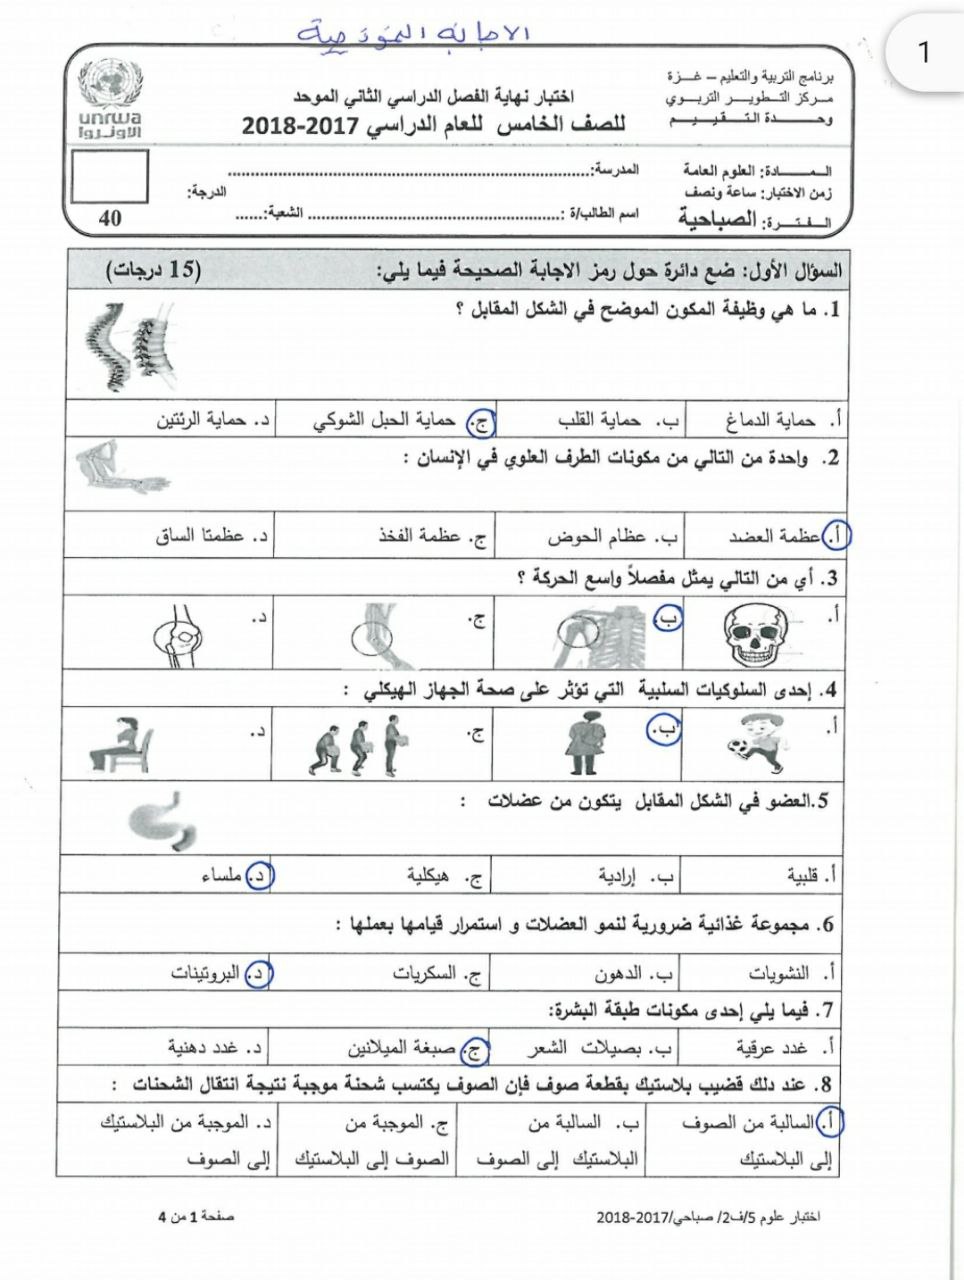 1
الاجابة النموذجية
برنامج التربية والتعليم – غـــزة
مـركز التـطويـــر التربـــوي
وحـــــــدة الـتـــقـــيـيــم
اختبار نهاية الفصل الدراسي الثاني الموحد
للصف الخامس للعام الدراسي 2017-2018
unrwa
الأونروا
المـــــــادة: العلوم العامة
زمن الاختبار: ساعة ونصف
الـفـتــــرة: الصباحية
المدرسة:......................................................................
اسم الطالب/ة :.................................................. الشعبة:......
الدرجة:
40
السؤال الأول: ضع دائرة حول رمز الاجابة الصحيحة فيما يلي: (15 درجات)
1. ما هي وظيفة المكون الموضح في الشكل المقابل ؟
أ. حماية الدماغ ب. حماية القلب ج. حماية الحبل الشوكي د. حماية الرئتين
2. واحدة من التالي من مكونات الطرف العلوي في الإنسان :
أ. عظمة العضد ب. عظام الحوض ج. عظمة الفخذ د. عظمتا الساق
3. أي من التالي يمثل مفصلاً واسع الحركة ؟
أ. ب. ج. د.
4. إحدى السلوكيات السلبية التي تؤثر على صحة الجهاز الهيكلي :
أ. ب. ج. د.
5.العضو في الشكل المقابل يتكون من عضلات :
أ. قلبية ب. إرادية ج. هيكلية د. ملساء
6. مجموعة غذائية ضرورية لنمو العضلات و استمرار قيامها بعملها :
أ. النشويات ب. الدهون ج. السكريات د. البروتينات
7. فيما يلي إحدى مكونات طبقة البشرة:
أ. غدد عرقية ب. بصيلات الشعر ج. صبغة الميلانين د. غدد دهنية
8. عند دلك قضيب بلاستيك بقطعة صوف فإن الصوف يكتسب شحنة موجبة نتيجة انتقال الشحنات :
أ. السالبة من الصوف ب. السالبة من ج. الموجبة من د. الموجبة من البلاستيك
إلى البلاستيك البلاستيك إلى الصوف الصوف إلى البلاستيك إلى الصوف
اختبار علوم 5/ف2/ صباحي/2017-2018
صفحة 1 من 4